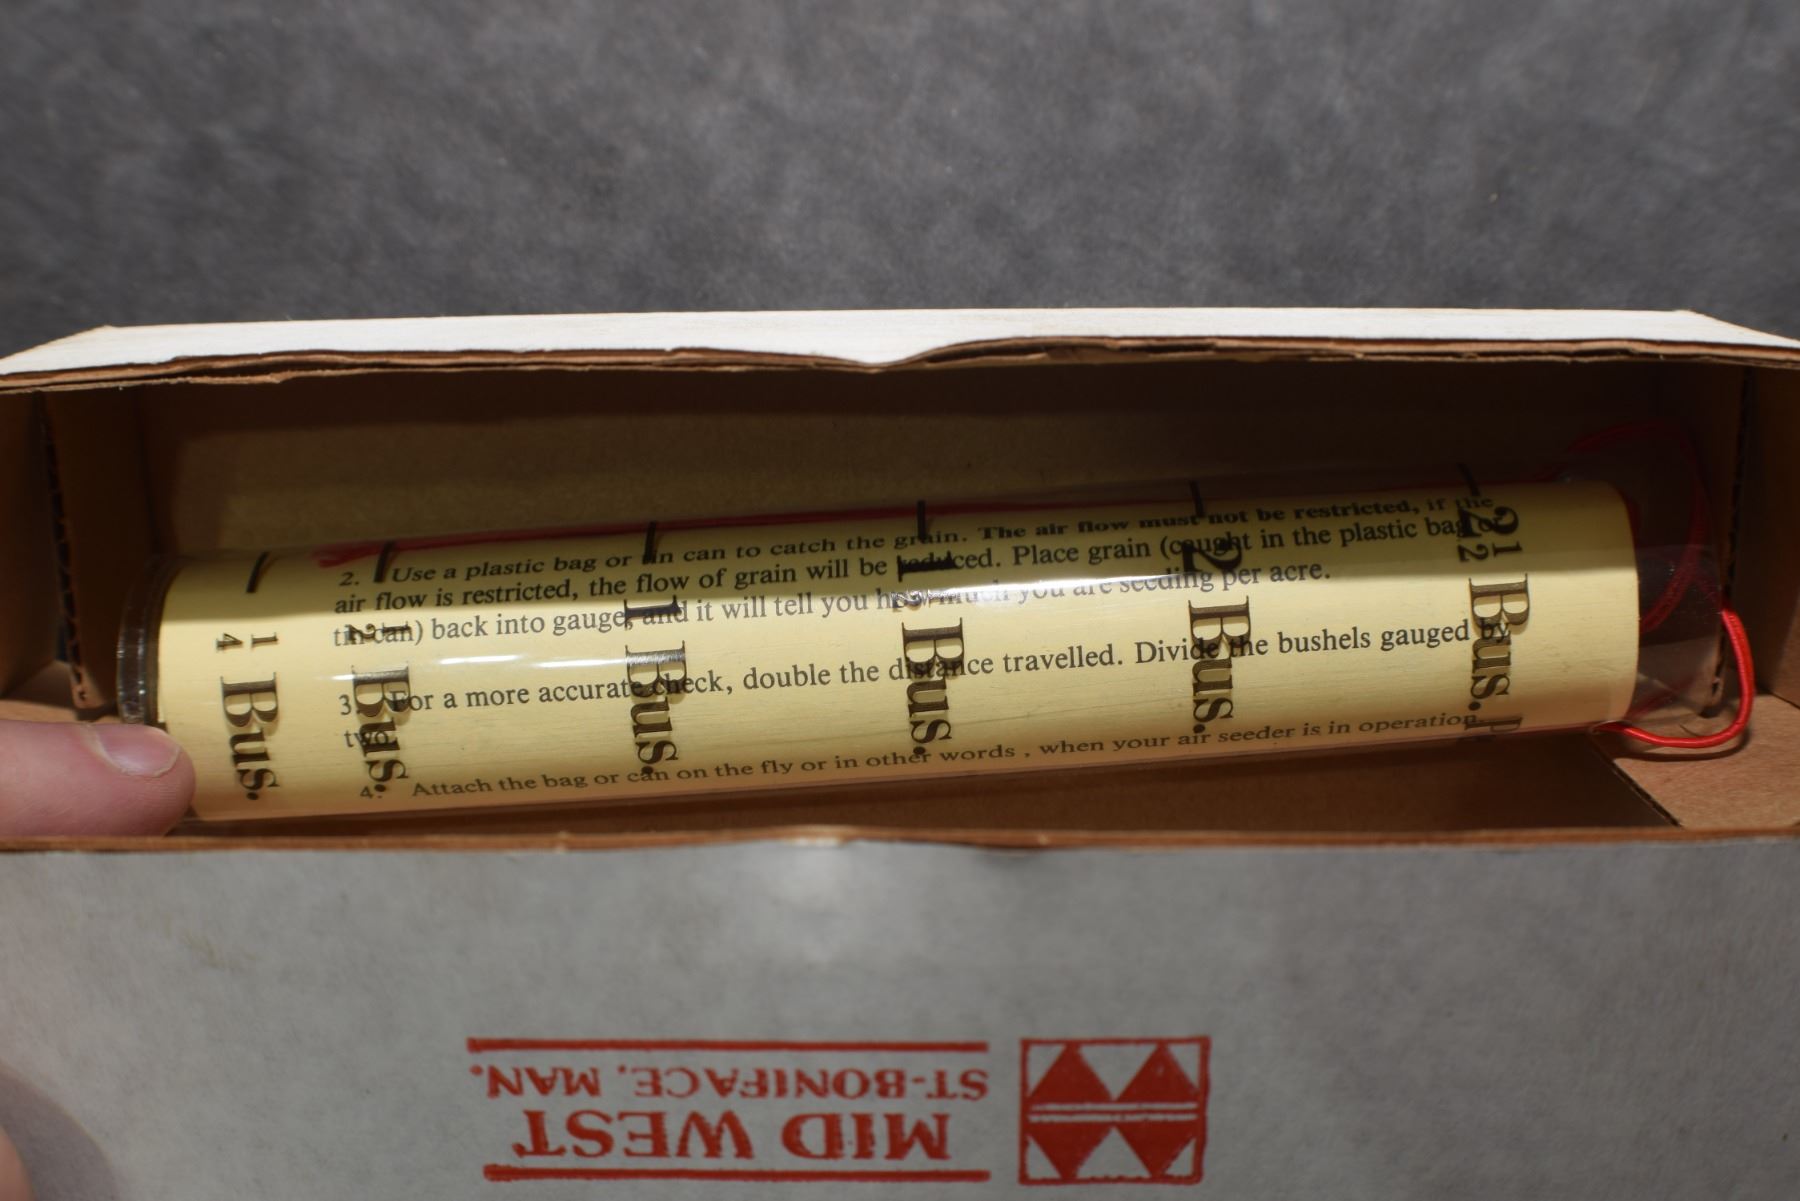 2. Use a plastic bag or tin can to catch the grain. The air flow must not be restricted, if the
air flow is restricted, the flow of grain will be reduced. Place grain (caught in the plastic bag or
tin can) back into gauge, and it will tell you how much you are seeding per acre.
3. For a more accurate check, double the distance travelled. Divide the bushels gauged by
two.
4. Attach the bag or can on the fly or in other words, when your air seeder is in operation.
1/4 Bus.
1/2 Bus.
1 Bus.
Bus.
2 Bus.
2 1/2 Bus.
MID WEST
ST-BONIFACE, MAN.